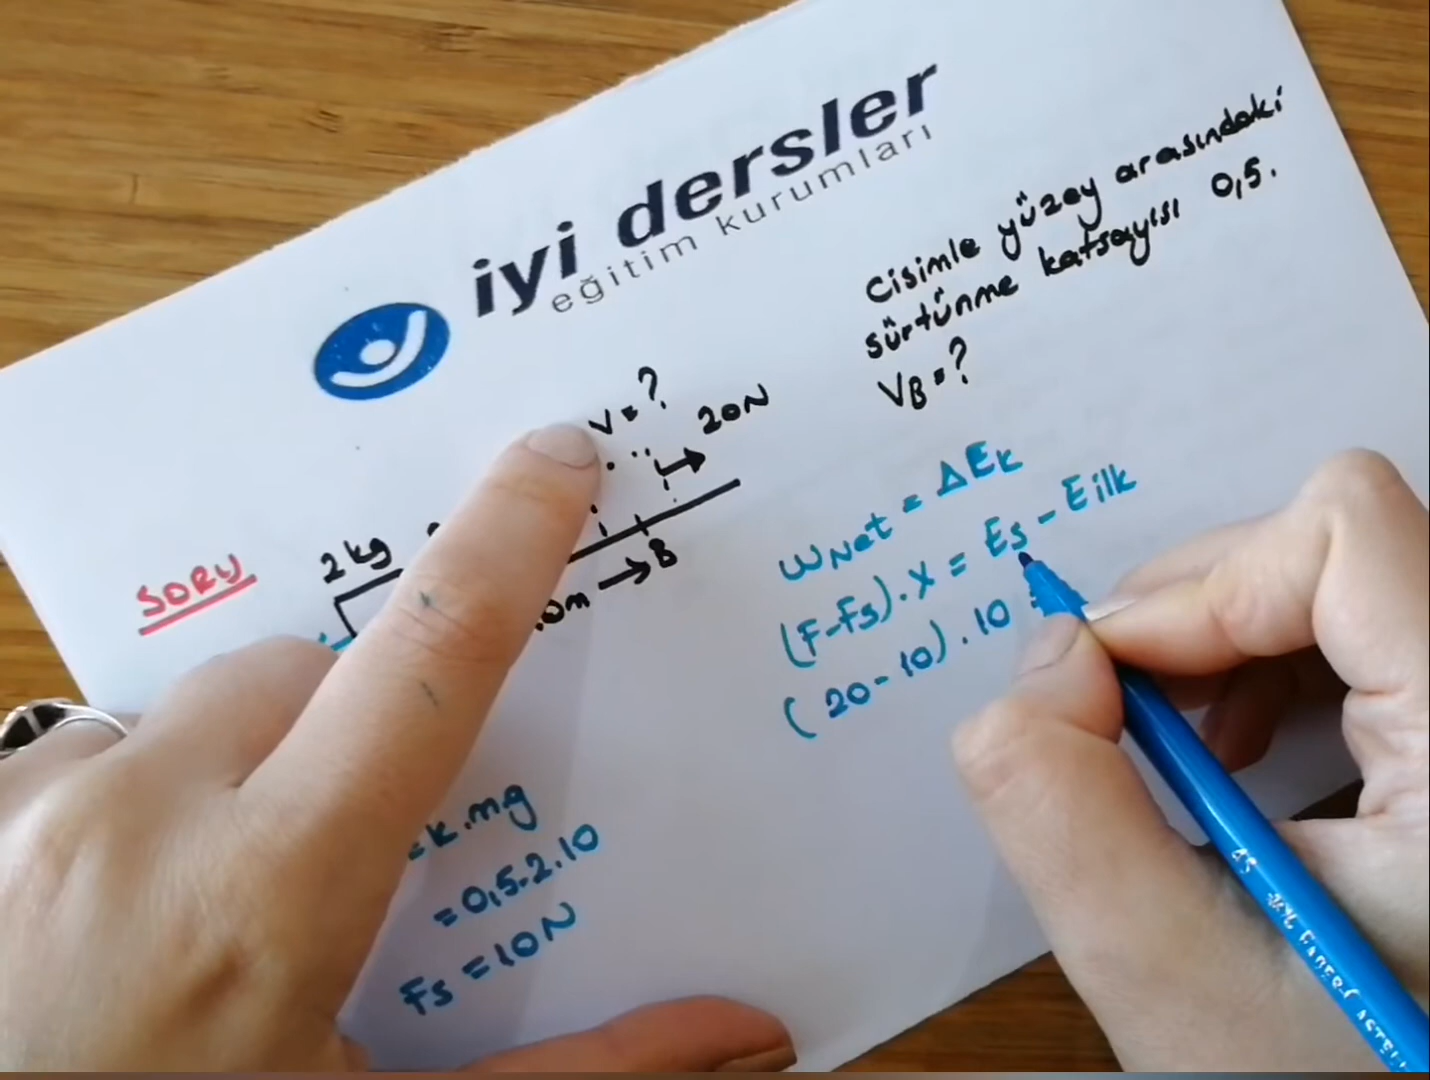 iyi dersler
eğitim kurumları
Cisimle yüzey arasındaki
sürtünme katsayısı 0,5.
VB=?
V=?
20N
SORU
2kg
B
WNet = ΔEk
(F-Fs).X = Es - Eilk
(20-10).10
=k.mg
=0,5.2.10
Fs =10N